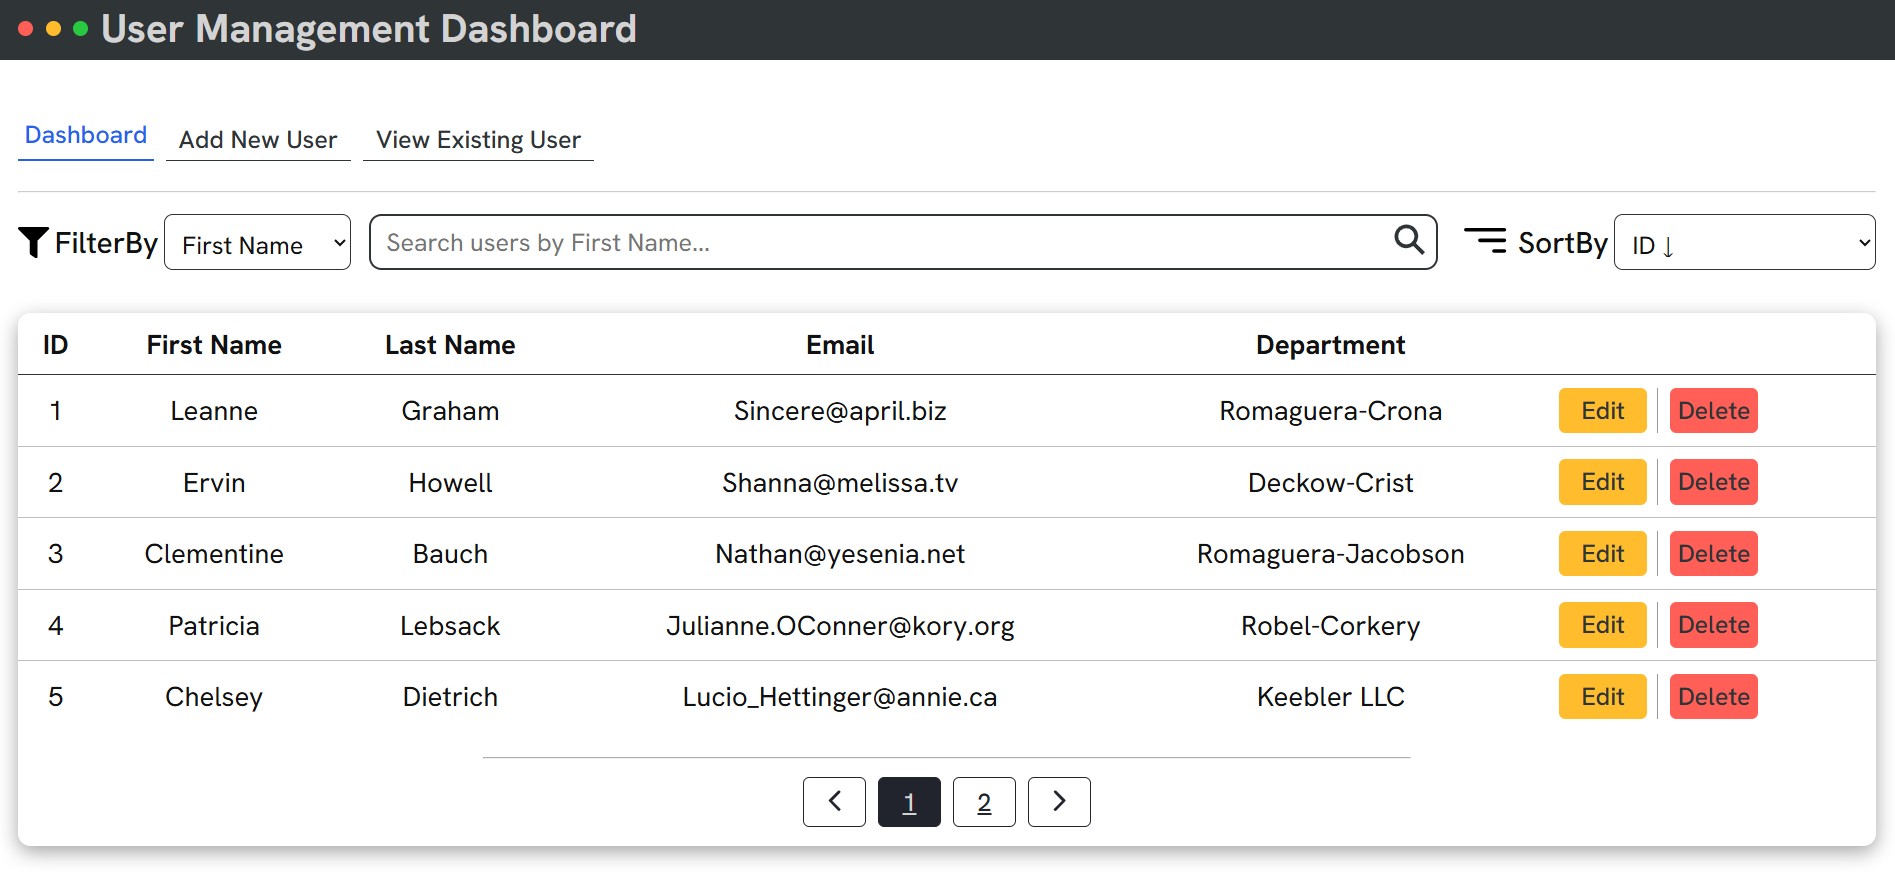 User Management Dashboard
Dashboard Add New User View Existing User
FilterBy First Name Search users by First Name... SortBy ID ↓
ID First Name Last Name Email Department
1 Leanne Graham Sincere@april.biz Romaguera-Crona Edit Delete
2 Ervin Howell Shanna@melissa.tv Deckow-Crist Edit Delete
3 Clementine Bauch Nathan@yesenia.net Romaguera-Jacobson Edit Delete
4 Patricia Lebsack Julianne.OConner@kory.org Robel-Corkery Edit Delete
5 Chelsey Dietrich Lucio_Hettinger@annie.ca Keebler LLC Edit Delete
1 2